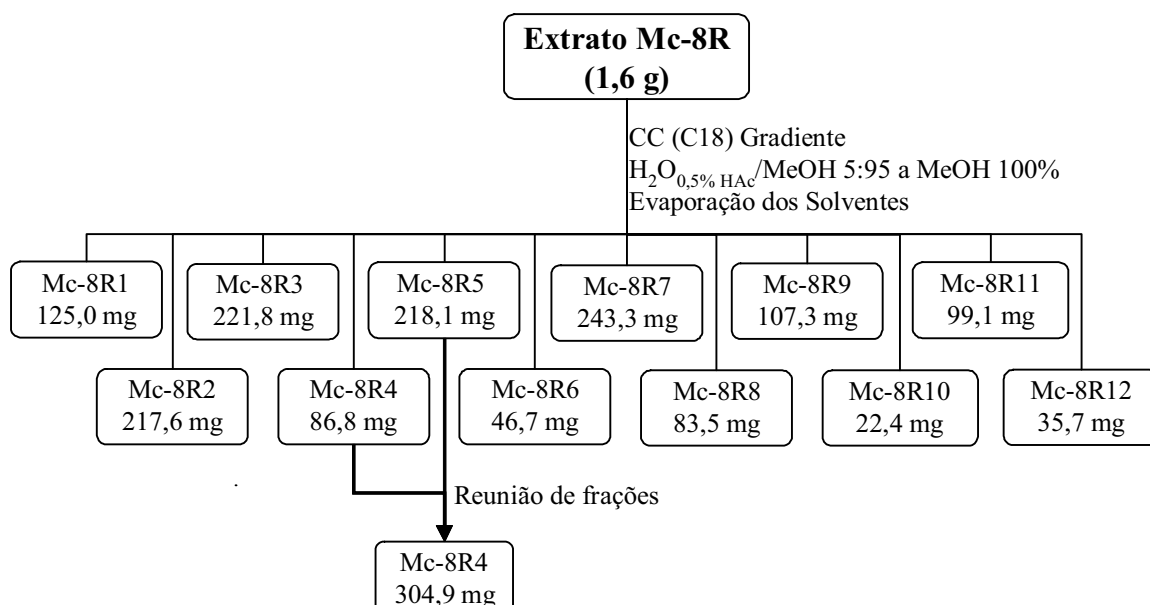 Extrato Mc-8R
(1,6 g)
CC (C18) Gradiente
H₂O₀,₅% HAc/MeOH 5:95 a MeOH 100%
Evaporação dos Solventes
Mc-8R1
125,0 mg
Mc-8R3
221,8 mg
Mc-8R5
218,1 mg
Mc-8R7
243,3 mg
Mc-8R9
107,3 mg
Mc-8R11
99,1 mg
Mc-8R2
217,6 mg
Mc-8R4
86,8 mg
Mc-8R6
46,7 mg
Mc-8R8
83,5 mg
Mc-8R10
22,4 mg
Mc-8R12
35,7 mg
Reunião de frações
Mc-8R4
304,9 mg